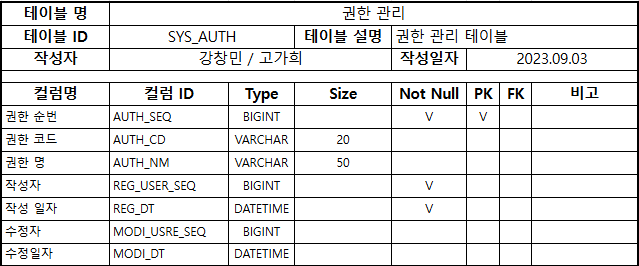 테이블 명 권한 관리
테이블 ID SYS_AUTH 테이블 설명 권한 관리 테이블
작성자 강창민 / 고가희 작성일자 2023.09.03
컬럼명 컬럼 ID Type Size Not Null PK FK 비고
권한 순번 AUTH_SEQ BIGINT V V
권한 코드 AUTH_CD VARCHAR 20
권한 명 AUTH_NM VARCHAR 50
작성자 REG_USER_SEQ BIGINT V
작성 일자 REG_DT DATETIME V
수정자 MODI_USRE_SEQ BIGINT
수정일자 MODI_DT DATETIME